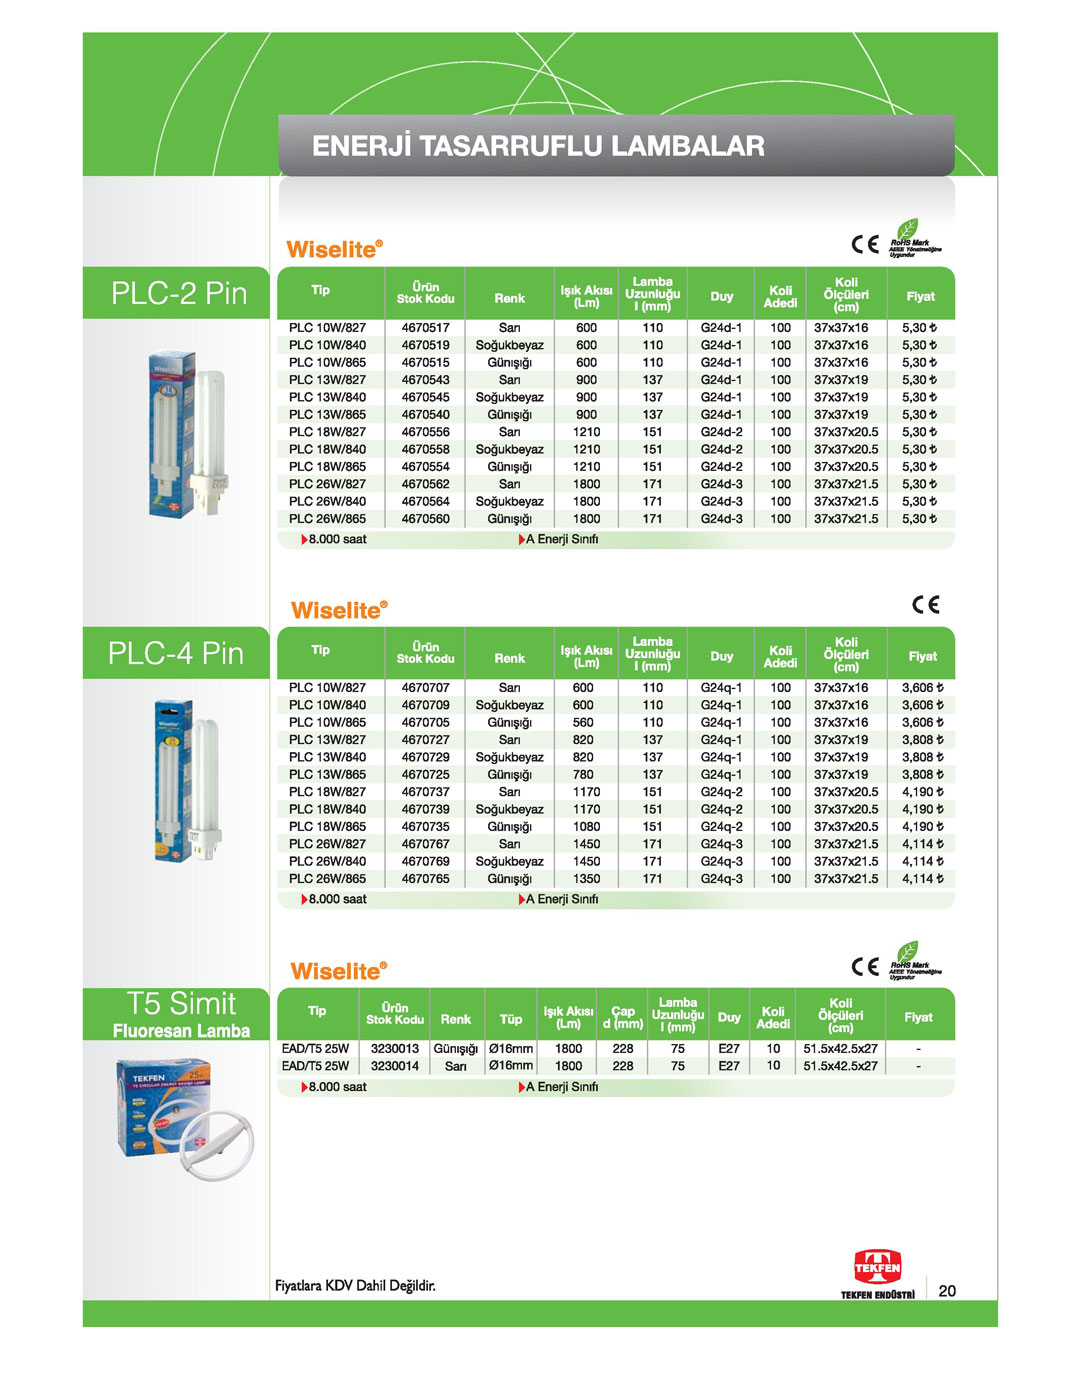 ENERJİ TASARRUFLU LAMBALAR
Wiselite®
CE
RoHS Mark
AEEE Yönetmeliğine
Uygundur
PLC-2 Pin
Tip Ürün Stok Kodu Renk Işık Akısı (Lm) Lamba Uzunluğu l (mm) Duy Koli Adedi Koli Ölçüleri (cm) Fiyat
PLC 10W/827 4670517 Sarı 600 110 G24d-1 100 37x37x16 5,30 ₺
PLC 10W/840 4670519 Soğukbeyaz 600 110 G24d-1 100 37x37x16 5,30 ₺
PLC 10W/865 4670515 Günışığı 600 110 G24d-1 100 37x37x16 5,30 ₺
PLC 13W/827 4670543 Sarı 900 137 G24d-1 100 37x37x19 5,30 ₺
PLC 13W/840 4670545 Soğukbeyaz 900 137 G24d-1 100 37x37x19 5,30 ₺
PLC 13W/865 4670540 Günışığı 900 137 G24d-1 100 37x37x19 5,30 ₺
PLC 18W/827 4670556 Sarı 1210 151 G24d-2 100 37x37x20.5 5,30 ₺
PLC 18W/840 4670558 Soğukbeyaz 1210 151 G24d-2 100 37x37x20.5 5,30 ₺
PLC 18W/865 4670554 Günışığı 1210 151 G24d-2 100 37x37x20.5 5,30 ₺
PLC 26W/827 4670562 Sarı 1800 171 G24d-3 100 37x37x21.5 5,30 ₺
PLC 26W/840 4670564 Soğukbeyaz 1800 171 G24d-3 100 37x37x21.5 5,30 ₺
PLC 26W/865 4670560 Günışığı 1800 171 G24d-3 100 37x37x21.5 5,30 ₺
8.000 saat A Enerji Sınıfı
Wiselite
Wiselite®
CE
PLC-4 Pin
Tip Ürün Stok Kodu Renk Işık Akısı (Lm) Lamba Uzunluğu l (mm) Duy Koli Adedi Koli Ölçüleri (cm) Fiyat
PLC 10W/827 4670707 Sarı 600 110 G24q-1 100 37x37x16 3,606 ₺
PLC 10W/840 4670709 Soğukbeyaz 600 110 G24q-1 100 37x37x16 3,606 ₺
PLC 10W/865 4670705 Günışığı 560 110 G24q-1 100 37x37x16 3,606 ₺
PLC 13W/827 4670727 Sarı 820 137 G24q-1 100 37x37x19 3,808 ₺
PLC 13W/840 4670729 Soğukbeyaz 820 137 G24q-1 100 37x37x19 3,808 ₺
PLC 13W/865 4670725 Günışığı 780 137 G24q-1 100 37x37x19 3,808 ₺
PLC 18W/827 4670737 Sarı 1170 151 G24q-2 100 37x37x20.5 4,190 ₺
PLC 18W/840 4670739 Soğukbeyaz 1170 151 G24q-2 100 37x37x20.5 4,190 ₺
PLC 18W/865 4670735 Günışığı 1080 151 G24q-2 100 37x37x20.5 4,190 ₺
PLC 26W/827 4670767 Sarı 1450 171 G24q-3 100 37x37x21.5 4,114 ₺
PLC 26W/840 4670769 Soğukbeyaz 1450 171 G24q-3 100 37x37x21.5 4,114 ₺
PLC 26W/865 4670765 Günışığı 1350 171 G24q-3 100 37x37x21.5 4,114 ₺
8.000 saat A Enerji Sınıfı
Wiselite
Wiselite®
CE
RoHS Mark
AEEE Yönetmeliğine
Uygundur
T5 Simit
Fluoresan Lamba
Tip Ürün Stok Kodu Renk Tüp Işık Akısı (Lm) Çap d (mm) Lamba Uzunluğu l (mm) Duy Koli Adedi Koli Ölçüleri (cm) Fiyat
EAD/T5 25W 3230013 Günışığı Ø16mm 1800 228 75 E27 10 51.5x42.5x27 -
EAD/T5 25W 3230014 Sarı Ø16mm 1800 228 75 E27 10 51.5x42.5x27 -
8.000 saat A Enerji Sınıfı
TEKFEN
Fiyatlara KDV Dahil Değildir.
TEKFEN
TEKFEN ENDÜSTRİ
20